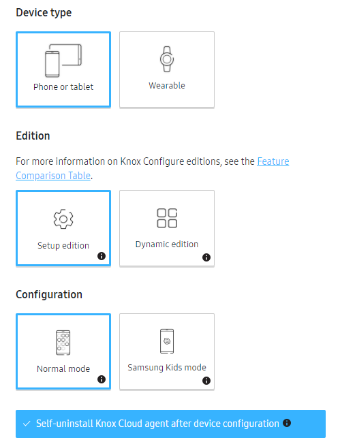 Device type
Phone or tablet
Wearable
Edition
For more information on Knox Configure editions, see the Feature
Comparison Table.
Setup edition
Dynamic edition
Configuration
Normal mode
Samsung Kids mode
Self-uninstall Knox Cloud agent after device configuration